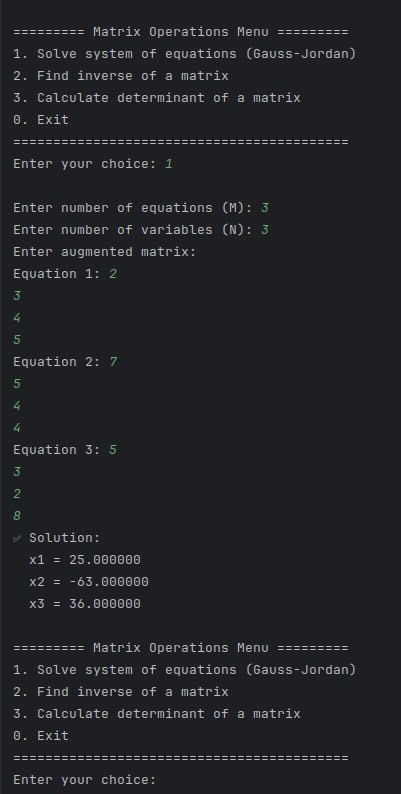 ========= Matrix Operations Menu =========
1. Solve system of equations (Gauss-Jordan)
2. Find inverse of a matrix
3. Calculate determinant of a matrix
0. Exit
==========================================
Enter your choice: 1
Enter number of equations (M): 3
Enter number of variables (N): 3
Enter augmented matrix:
Equation 1: 2
3
4
5
Equation 2: 7
5
4
4
Equation 3: 5
3
2
8
✅ Solution:
x1 = 25.000000
x2 = -63.000000
x3 = 36.000000
========= Matrix Operations Menu =========
1. Solve system of equations (Gauss-Jordan)
2. Find inverse of a matrix
3. Calculate determinant of a matrix
0. Exit
==========================================
Enter your choice: